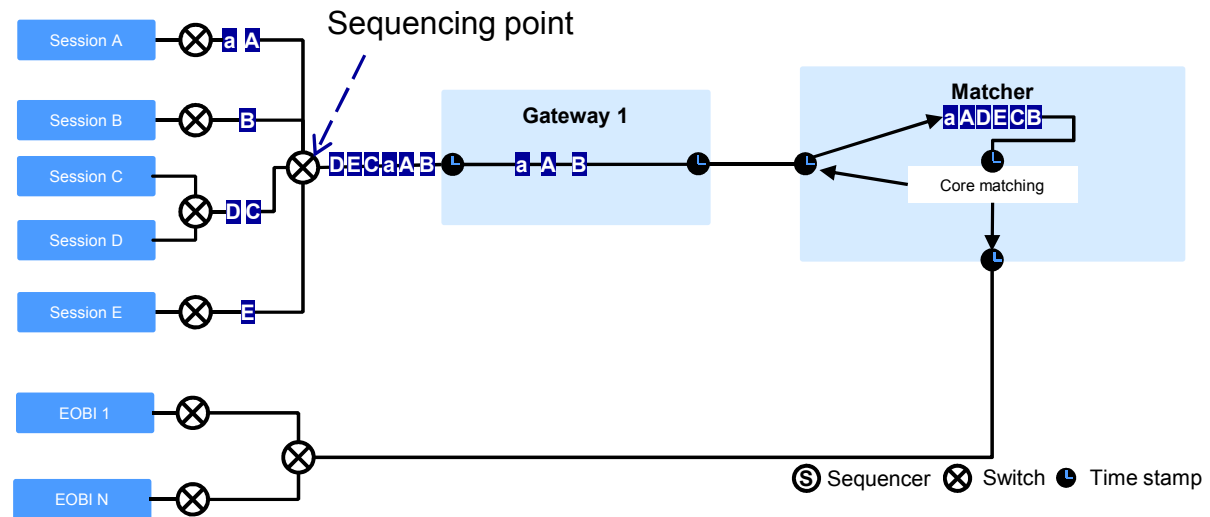 Sequencing point
Session A
a A
Session B
B
Session C
D C
Session D
Session E
E
D E C a A B
Gateway 1
a A B
Matcher
a A D E C B
Core matching
EOBI 1
EOBI N
S Sequencer Switch Time stamp